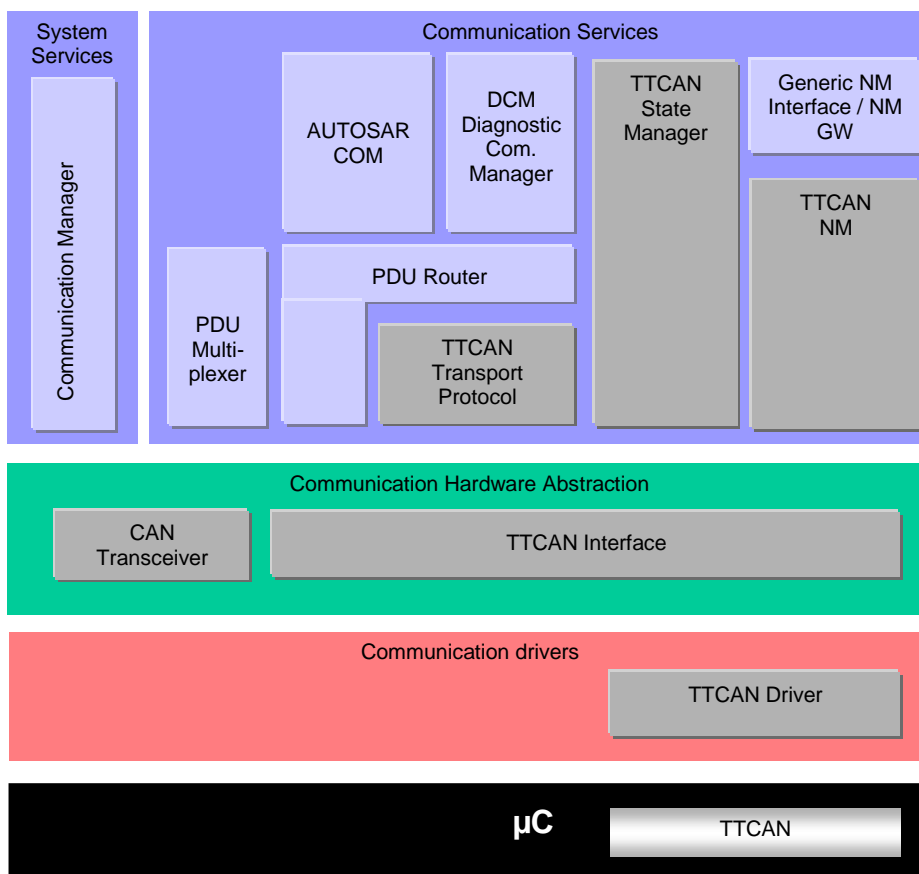 System
Services
Communication Manager
Communication Services
AUTOSAR
COM
DCM
Diagnostic
Com.
Manager
TTCAN
State
Manager
Generic NM
Interface / NM
GW
TTCAN
NM
PDU Router
PDU
Multi-
plexer
TTCAN
Transport
Protocol
Communication Hardware Abstraction
CAN
Transceiver
TTCAN Interface
Communication drivers
TTCAN Driver
µC
TTCAN